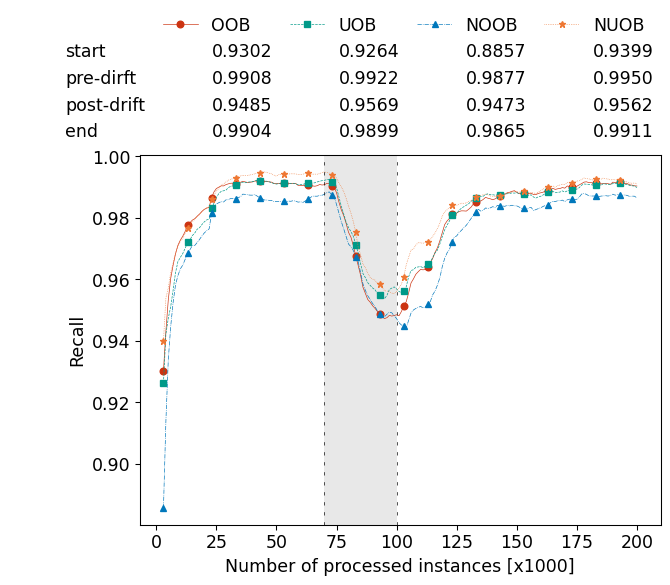 OOB UOB NOOB NUOB
start 0.9302 0.9264 0.8857 0.9399
pre-dirft 0.9908 0.9922 0.9877 0.9950
post-drift 0.9485 0.9569 0.9473 0.9562
end 0.9904 0.9899 0.9865 0.9911
1.00
0.98
0.96
0.94
0.92
0.90
Recall
0 25 50 75 100 125 150 175 200
Number of processed instances [x1000]